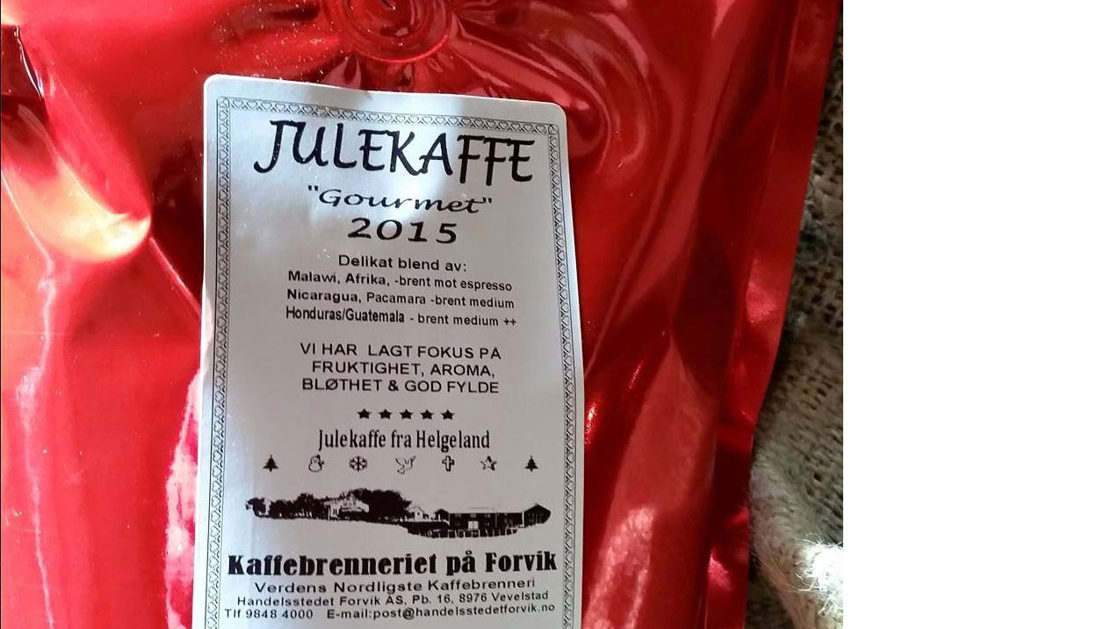 JULEKAFFE
"Gourmet"
2015
Delikat blend av:
Malawi, Afrika, -brent mot espresso
Nicaragua, Pacamara -brent medium
Honduras/Guatemala - brent medium ++
VI HAR LAGT FOKUS PÅ
FRUKTIGHET, AROMA,
BLØTHET & GOD FYLDE
Julekaffe fra Helgeland
Kaffebrenneriet på Forvik
Verdens Nordligste Kaffebrenneri
Handelsstedet Forvik AS, Pb. 16, 8976 Vevelstad
Tlf 9848 4000 E-mail:post@handelsstedetforvik.no